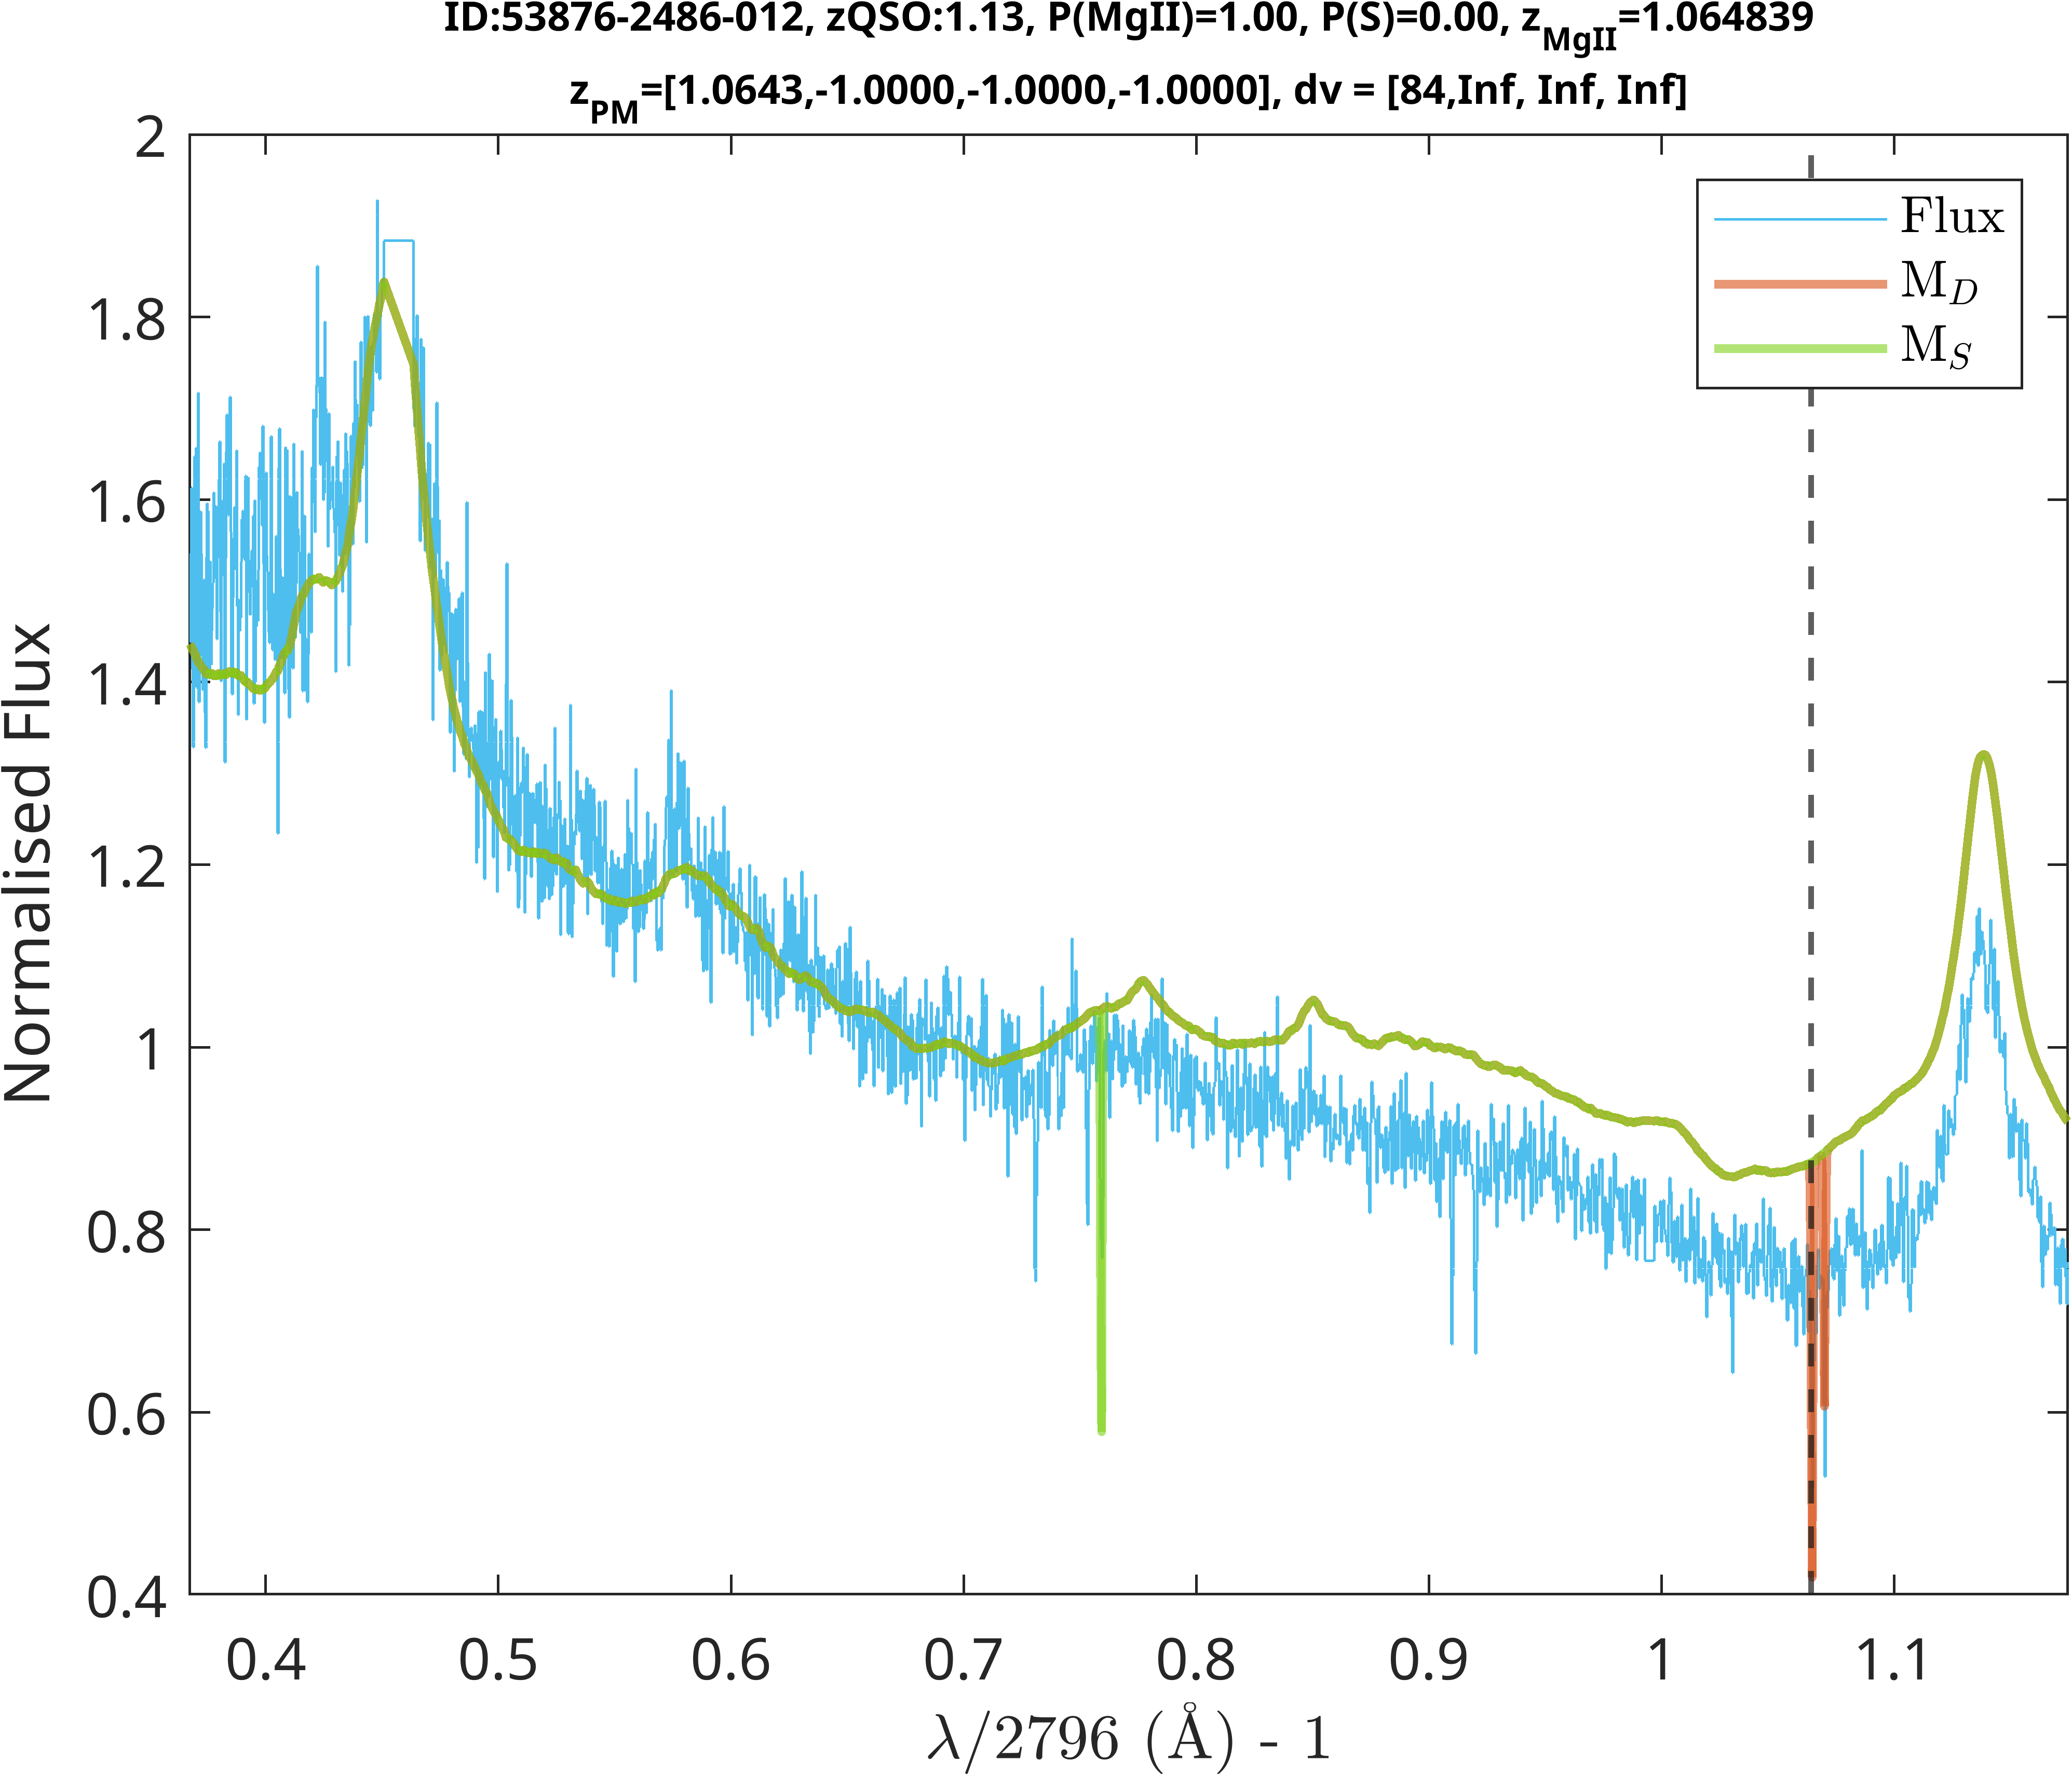 ID:53876-2486-012, zQSO:1.13, P(MgII)=1.00, P(S)=0.00, zMgII=1.064839
zPM=[1.0643,-1.0000,-1.0000,-1.0000], dv = [84,Inf, Inf, Inf]
2
1.8
1.6
1.4
1.2
1
0.8
0.6
0.4
Normalised Flux
Flux
MD
MS
0.4 0.5 0.6 0.7 0.8 0.9 1 1.1
λ/2796 (Å) - 1